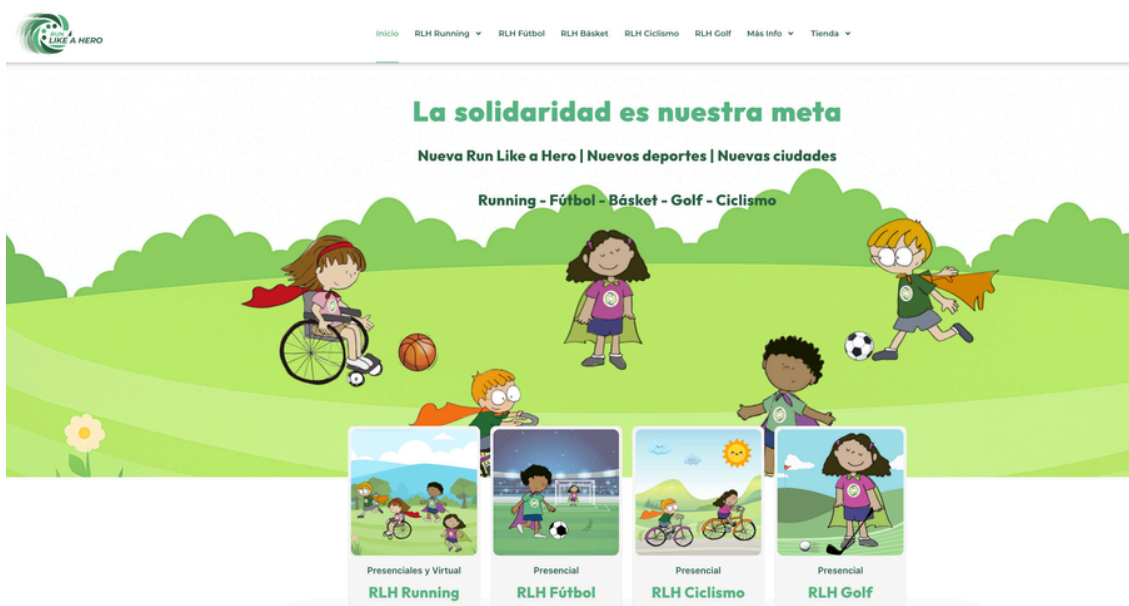 RUN
LIKE A HERO
Inicio RLH Running RLH Fútbol RLH Básket RLH Ciclismo RLH Golf Más Info Tienda
La solidaridad es nuestra meta
Nueva Run Like a Hero | Nuevos deportes | Nuevas ciudades
Running - Fútbol - Básket - Golf - Ciclismo
Presenciales y Virtual
RLH Running
Presencial
RLH Fútbol
Presencial
RLH Ciclismo
Presencial
RLH Golf